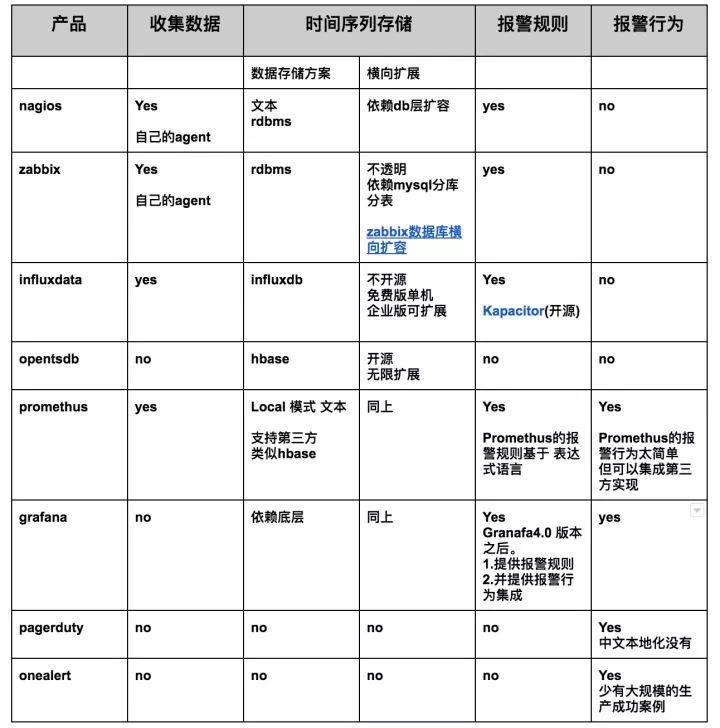 产品 收集数据 时间序列存储 报警规则 报警行为
数据存储方案 横向扩展
nagios Yes 文本 依赖db层扩容 yes no
rdbms
自己的agent
zabbix Yes rdbms 不透明 yes no
自己的agent 依赖mysql分库
分表
zabbix数据库横
向扩容
influxdata yes influxdb 不开源 Yes no
免费版单机
企业版可扩展 Kapacitor(开源)
opentsdb no hbase 开源 no no
无限扩展
promethus yes Local 模式 文本 同上 Yes Yes
支持第三方 Promethus的报 Promethus的报
类似hbase 警规则基于 表达 警行为太简单
式语言 但可以集成第三
方实现
grafana no 依赖底层 同上 Yes yes
Granafa4.0 版本
之后。
1.提供报警规则
2.并提供报警行
为集成
pagerduty no no no no Yes
中文本地化没有
onealert no no no no Yes
少有大规模的生
产成功案例